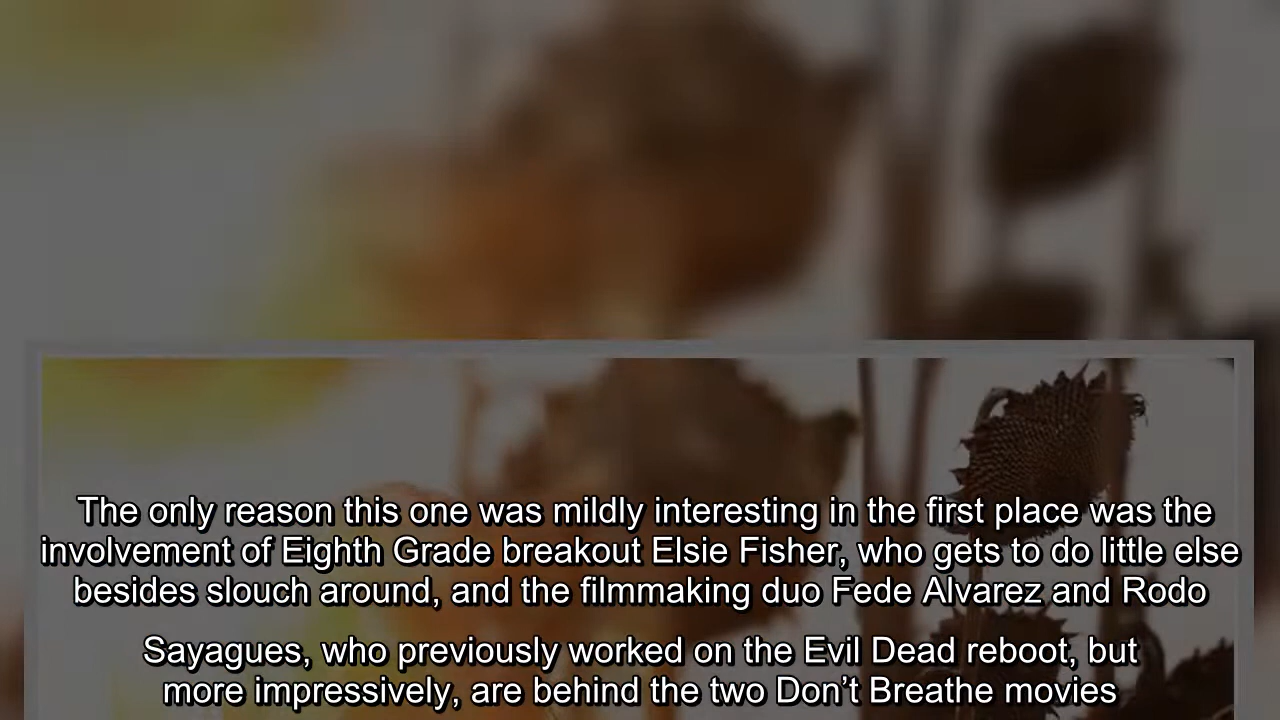 The only reason this one was mildly interesting in the first place was the
involvement of Eighth Grade breakout Elsie Fisher, who gets to do little else
besides slouch around, and the filmmaking duo Fede Alvarez and Rodo
Sayagues, who previously worked on the Evil Dead reboot, but
more impressively, are behind the two Don’t Breathe movies